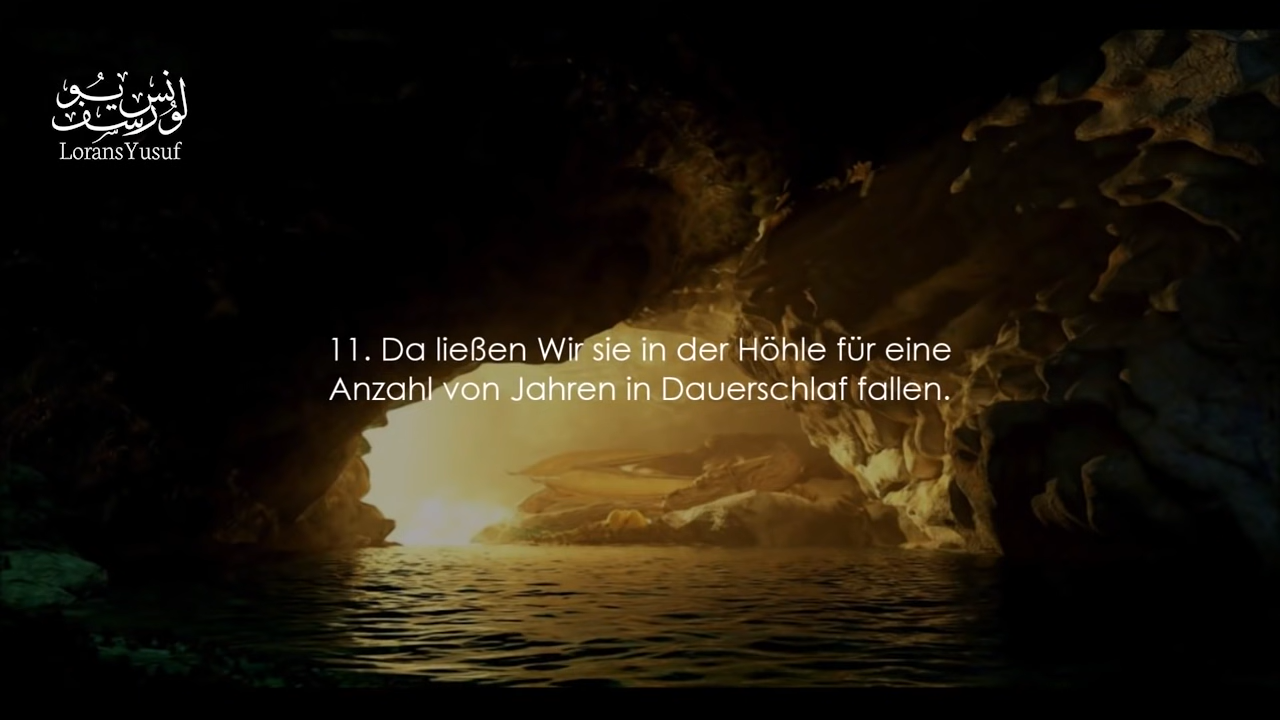 لورنس يوسف
LoransYusuf
11. Da ließen Wir sie in der Höhle für eine
Anzahl von Jahren in Dauerschlaf fallen.